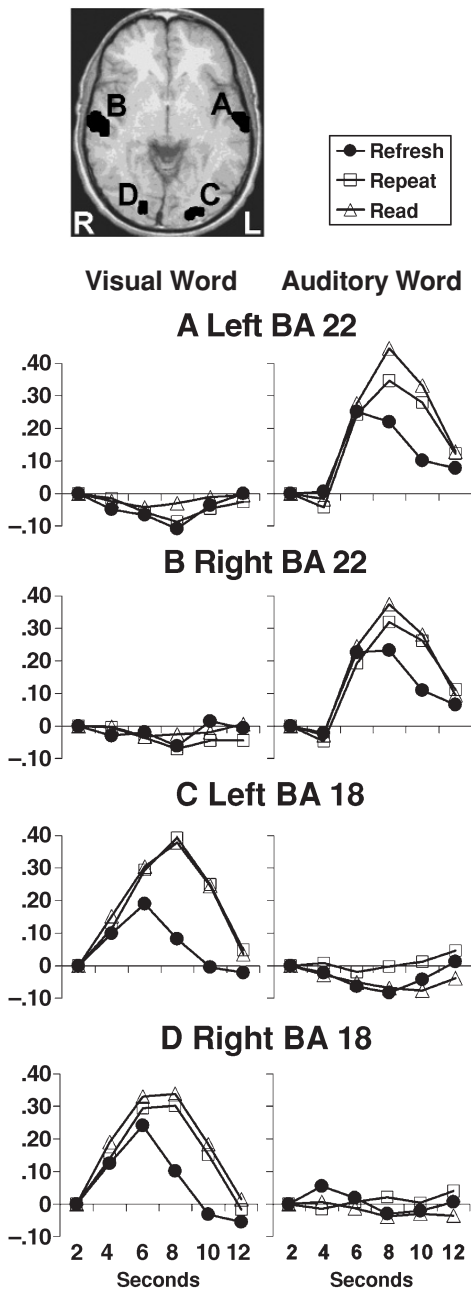 B
A
D
C
R
L
Refresh
Repeat
Read
Visual Word
Auditory Word
A Left BA 22
.40
.30
.20
.10
0
–.10
B Right BA 22
.40
.30
.20
.10
0
–.10
C Left BA 18
.40
.30
.20
.10
0
–.10
D Right BA 18
.40
.30
.20
.10
0
–.10
2 4 6 8 10 12
2 4 6 8 10 12
Seconds
Seconds